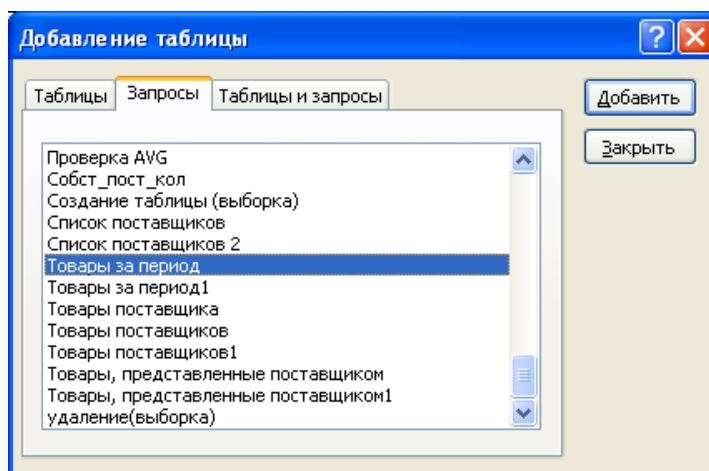 Добавление таблицы
Таблицы Запросы Таблицы и запросы
Добавить
Закрыть
Проверка AVG
Собст_пост_кол
Создание таблицы (выборка)
Список поставщиков
Список поставщиков 2
Товары за период
Товары за период1
Товары поставщика
Товары поставщиков
Товары поставщиков1
Товары, представленные поставщиком
Товары, представленные поставщиком1
удаление(выборка)